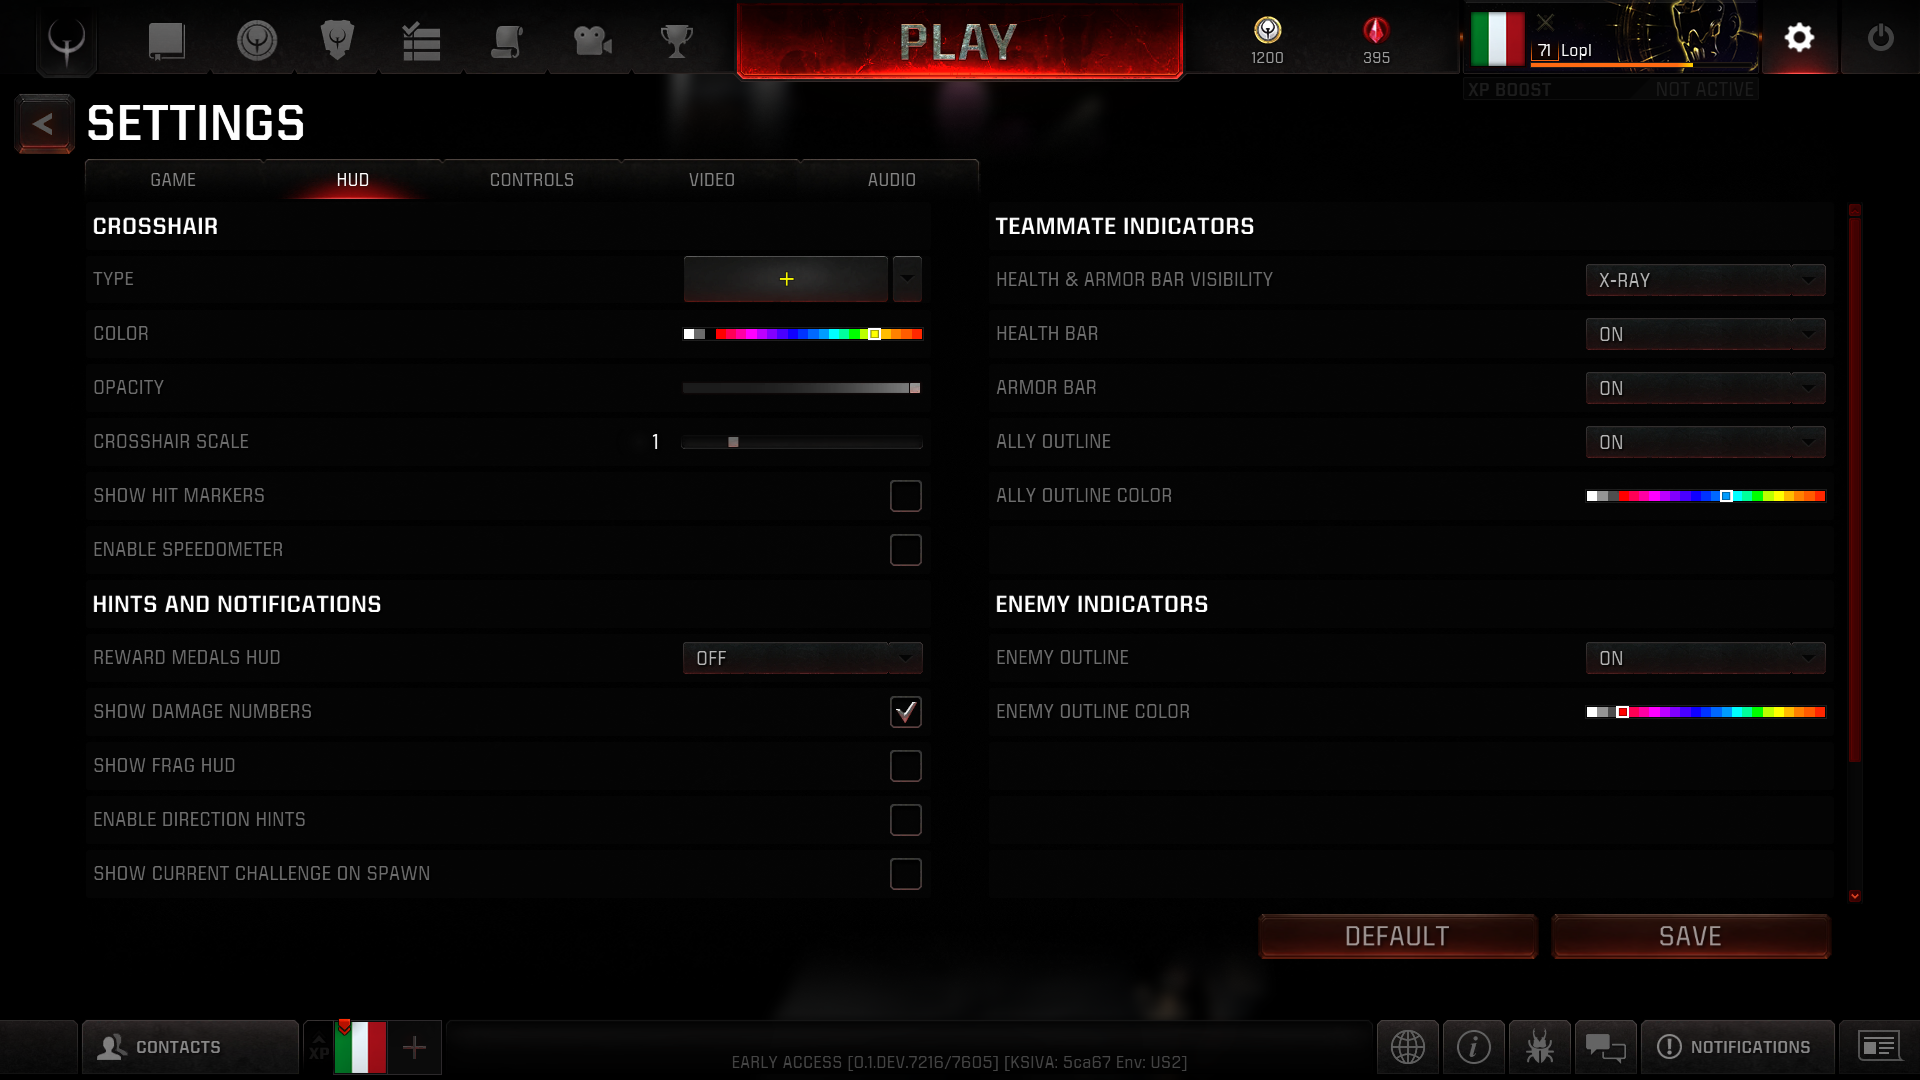 PLAY
1200
395
71 Lopl
XP BOOST NOT ACTIVE
< SETTINGS
GAME HUD CONTROLS VIDEO AUDIO
CROSSHAIR
TYPE
COLOR
OPACITY
CROSSHAIR SCALE 1
SHOW HIT MARKERS
ENABLE SPEEDOMETER
HINTS AND NOTIFICATIONS
REWARD MEDALS HUD OFF
SHOW DAMAGE NUMBERS
SHOW FRAG HUD
ENABLE DIRECTION HINTS
SHOW CURRENT CHALLENGE ON SPAWN
TEAMMATE INDICATORS
HEALTH & ARMOR BAR VISIBILITY X-RAY
HEALTH BAR ON
ARMOR BAR ON
ALLY OUTLINE ON
ALLY OUTLINE COLOR
ENEMY INDICATORS
ENEMY OUTLINE ON
ENEMY OUTLINE COLOR
DEFAULT SAVE
CONTACTS
XP
EARLY ACCESS [0.1.DEV.7216/7605] [KSIVA: 5ca67 Env: US2]
NOTIFICATIONS